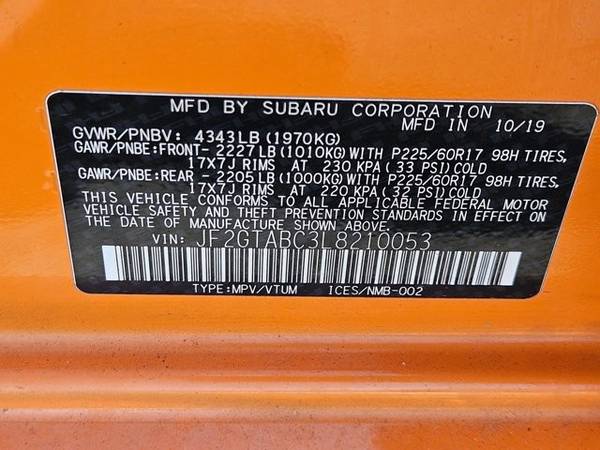 MFD BY SUBARU CORPORATION
MFD IN 10/19
GVWR/PNBV: 4343LB (1970KG)
GAWR/PNBE:FRONT- 2227LB (1010KG) WITH P225/60R17 98H TIRES,
17X7J RIMS AT 230 KPA (33 PSI) COLD
GAWR/PNBE:REAR - 2205LB (1000KG) WITH P225/60R17 98H TIRES,
17X7J RIMS AT 220 KPA (32 PSI) COLD
THIS VEHICLE CONFORMS TO ALL APPLICABLE FEDERAL MOTOR
VEHICLE SAFETY AND THEFT PREVENTION STANDARDS IN EFFECT ON
THE DATE OF MANUFACTURE SHOWN ABOVE.
VIN: JF2GTABC3L8210053
TYPE:MPV/VTUM ICES/NMB-002